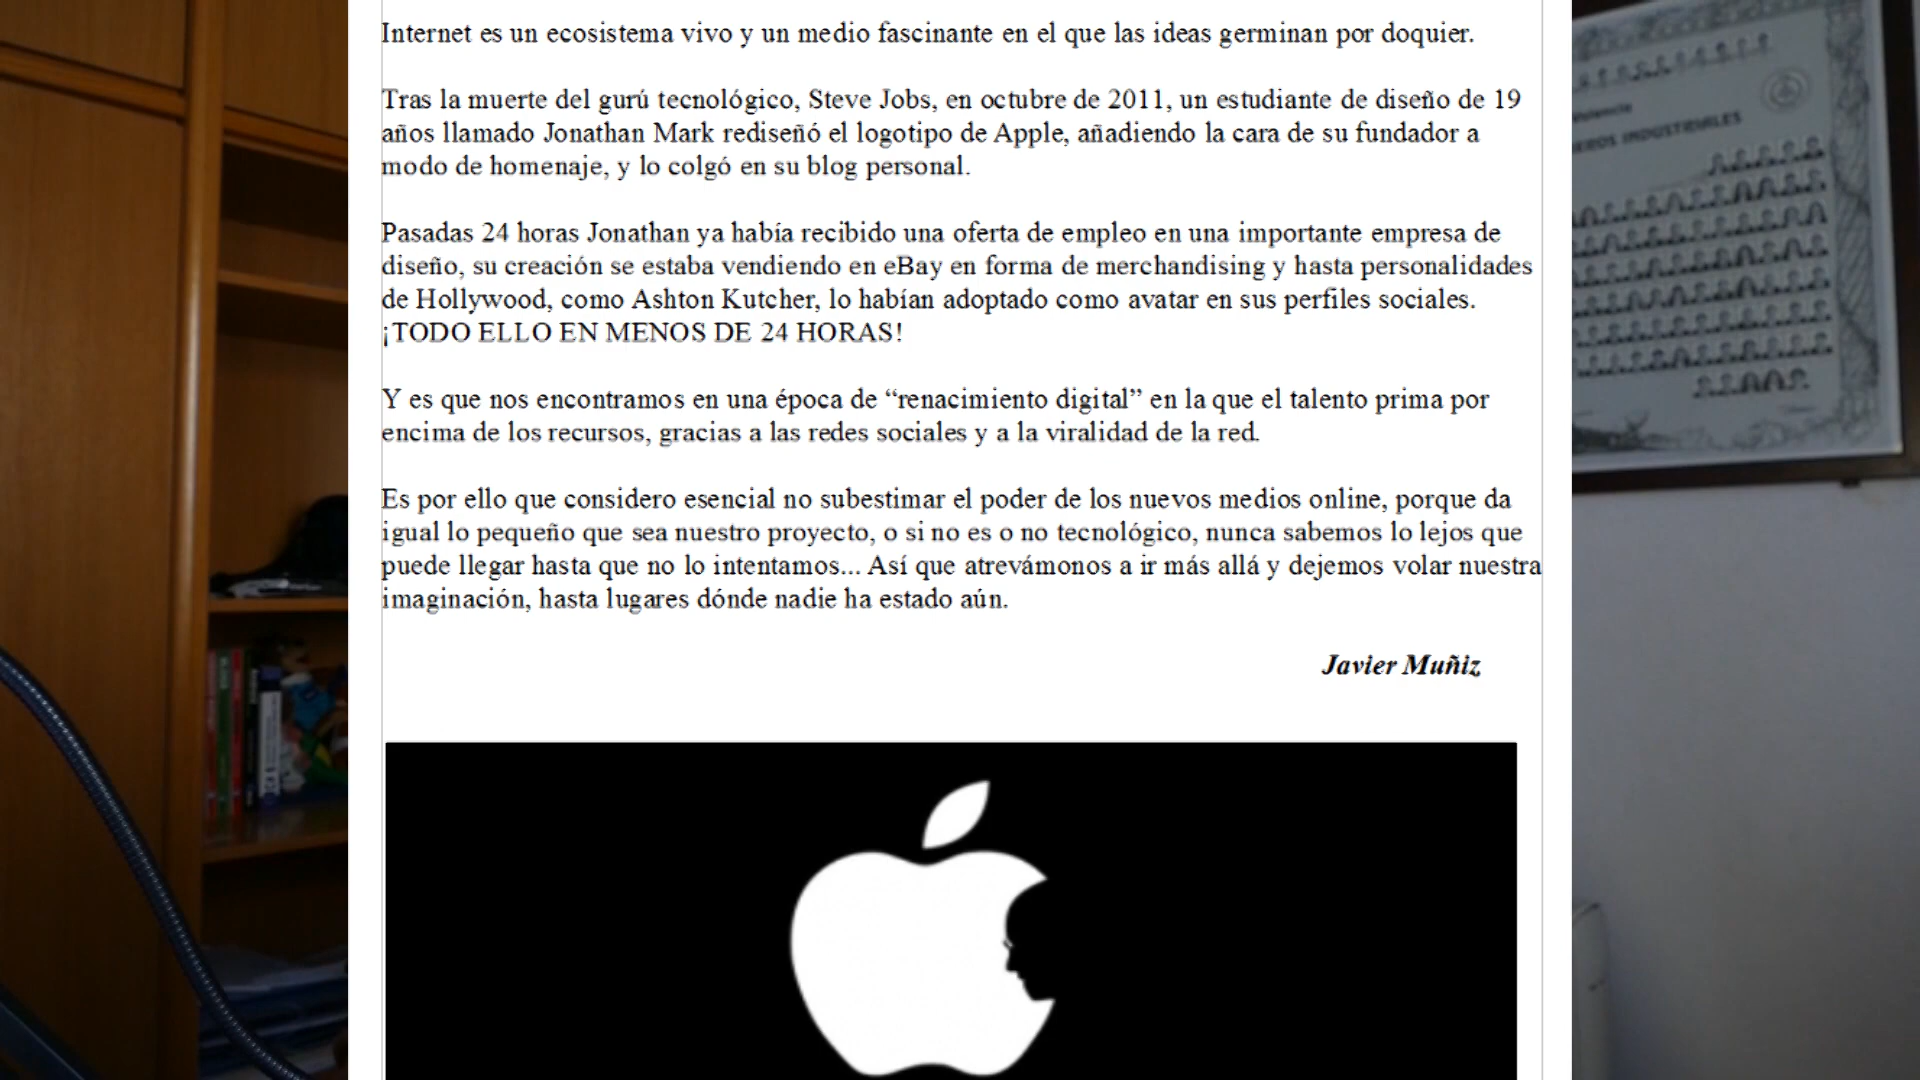 Internet es un ecosistema vivo y un medio fascinante en el que las ideas germinan por doquier.
Tras la muerte del gurú tecnológico, Steve Jobs, en octubre de 2011, un estudiante de diseño de 19
años llamado Jonathan Mark rediseñó el logotipo de Apple, añadiendo la cara de su fundador a
modo de homenaje, y lo colgó en su blog personal.
Pasadas 24 horas Jonathan ya había recibido una oferta de empleo en una importante empresa de
diseño, su creación se estaba vendiendo en eBay en forma de merchandising y hasta personalidades
de Hollywood, como Ashton Kutcher, lo habían adoptado como avatar en sus perfiles sociales.
¡TODO ELLO EN MENOS DE 24 HORAS!
Y es que nos encontramos en una época de “renacimiento digital” en la que el talento prima por
encima de los recursos, gracias a las redes sociales y a la viralidad de la red.
Es por ello que considero esencial no subestimar el poder de los nuevos medios online, porque da
igual lo pequeño que sea nuestro proyecto, o si no es o no tecnológico, nunca sabemos lo lejos que
puede llegar hasta que no lo intentamos... Así que atrevámonos a ir más allá y dejemos volar nuestra
imaginación, hasta lugares dónde nadie ha estado aún.
Javier Muñiz
INDUSTRIALES